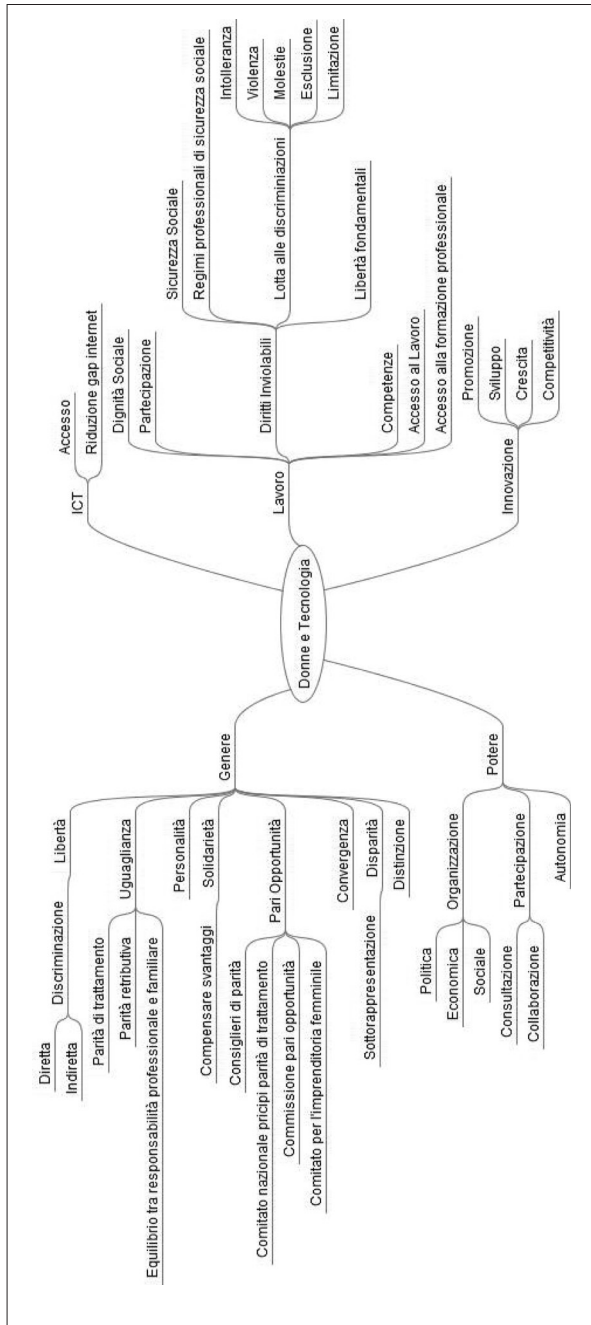 Donne e Tecnologia
Genere
Libertà
Discriminazione
Diretta
Indiretta
Uguaglianza
Parità di trattamento
Parità retributiva
Equilibrio tra responsabilità professionale e familiare
Personalità
Solidarietà
Compensare svantaggi
Pari Opportunità
Consiglieri di parità
Comitato nazionale pricipi parità di trattamento
Commissione pari opportunità
Comitato per l'imprenditoria femminile
Convergenza
Disparità
Sottorappresentazione
Distinzione
Potere
Organizzazione
Politica
Economica
Sociale
Partecipazione
Consultazione
Collaborazione
Autonomia
ICT
Accesso
Riduzione gap internet
Lavoro
Dignità Sociale
Partecipazione
Diritti Inviolabili
Sicurezza Sociale
Regimi professionali di sicurezza sociale
Lotta alle discriminiazioni
Intolleranza
Violenza
Molestie
Esclusione
Limitazione
Libertà fondamentali
Competenze
Accesso al Lavoro
Accesso alla formazione professionale
Innovazione
Promozione
Sviluppo
Crescita
Competitività